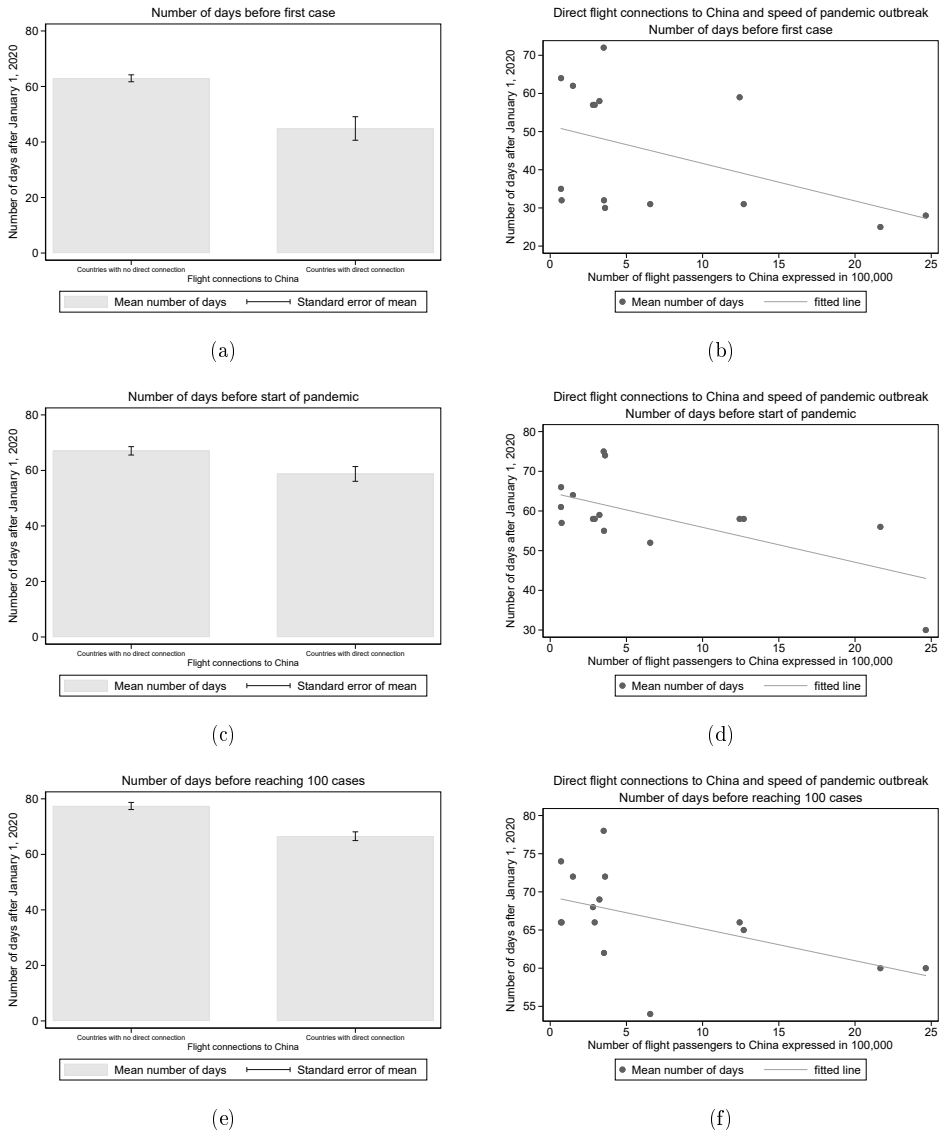 Number of days before first case
Number of days after January 1, 2020
80
60
40
20
0
Countries with no direct connection
Countries with direct connection
Flight connections to China
Mean number of days
Standard error of mean
(a)
Direct flight connections to China and speed of pandemic outbreak
Number of days before first case
Number of days after January 1, 2020
70
60
50
40
30
20
0 5 10 15 20 25
Number of flight passengers to China expressed in 100,000
Mean number of days
fitted line
(b)
Number of days before start of pandemic
Number of days after January 1, 2020
80
60
40
20
0
Countries with no direct connection
Countries with direct connection
Flight connections to China
Mean number of days
Standard error of mean
(c)
Direct flight connections to China and speed of pandemic outbreak
Number of days before start of pandemic
Number of days after January 1, 2020
80
70
60
50
40
30
0 5 10 15 20 25
Number of flight passengers to China expressed in 100,000
Mean number of days
fitted line
(d)
Number of days before reaching 100 cases
Number of days after January 1, 2020
80
60
40
20
0
Countries with no direct connection
Countries with direct connection
Flight connections to China
Mean number of days
Standard error of mean
(e)
Direct flight connections to China and speed of pandemic outbreak
Number of days before reaching 100 cases
Number of days after January 1, 2020
80
75
70
65
60
55
0 5 10 15 20 25
Number of flight passengers to China expressed in 100,000
Mean number of days
fitted line
(f)